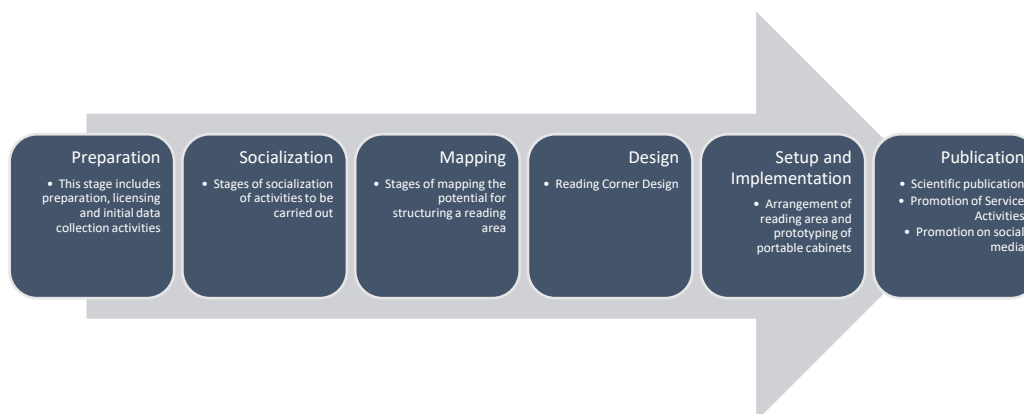 Preparation
• This stage includes
preparation, licensing
and initial data
collection activities
Socialization
• Stages of socialization
of activities to be
carried out
Mapping
• Stages of mapping the
potential for
structuring a reading
area
Design
• Reading Corner Design
Setup and
Implementation
• Arrangement of
reading area and
prototyping of
portable cabinets
Publication
• Scientific publication
• Promotion of Service
Activities
• Promotion on social
media